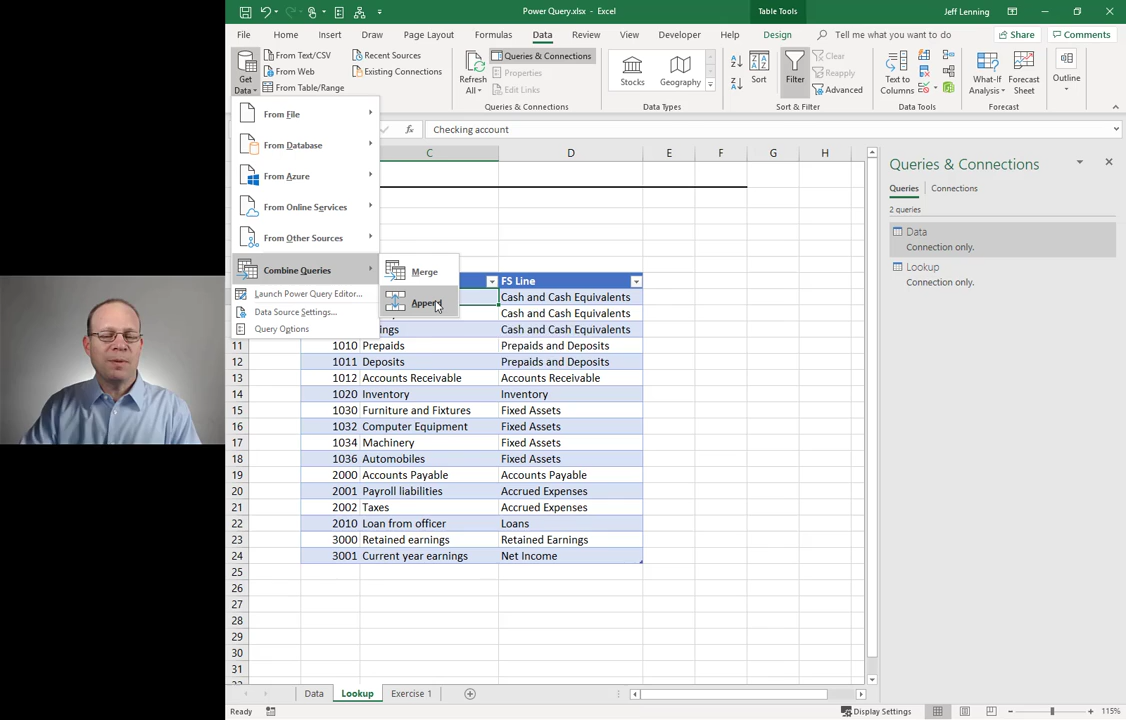 Power Query.xlsx - Excel
Table Tools
Jeff Lenning
File Home Insert Draw Page Layout Formulas Data Review View Developer Help Design Tell me what you want to do Share Comments
Get Data
From Text/CSV
From Web
From Table/Range
Recent Sources
Existing Connections
Refresh All
Queries & Connections
Properties
Edit Links
Queries & Connections
Stocks
Geography
Data Types
Sort
Filter
Clear
Reapply
Advanced
Sort & Filter
Text to Columns
Data Tools
What-If Analysis
Forecast Sheet
Forecast
Outline
From File
From Database
From Azure
From Online Services
From Other Sources
Combine Queries
Launch Power Query Editor...
Data Source Settings...
Query Options
Merge
Append
fx Checking account
C D E F G H
FS Line
Cash and Cash Equivalents
Cash and Cash Equivalents
Cash and Cash Equivalents
11 1010 Prepaids Prepaids and Deposits
12 1011 Deposits Prepaids and Deposits
13 1012 Accounts Receivable Accounts Receivable
14 1020 Inventory Inventory
15 1030 Furniture and Fixtures Fixed Assets
16 1032 Computer Equipment Fixed Assets
17 1034 Machinery Fixed Assets
18 1036 Automobiles Fixed Assets
19 2000 Accounts Payable Accounts Payable
20 2001 Payroll liabilities Accrued Expenses
21 2002 Taxes Accrued Expenses
22 2010 Loan from officer Loans
23 3000 Retained earnings Retained Earnings
24 3001 Current year earnings Net Income
25
26
27
28
29
30
31
Queries & Connections
Queries Connections
2 queries
Data
Connection only.
Lookup
Connection only.
Data Lookup Exercise 1
Ready
Display Settings
115%